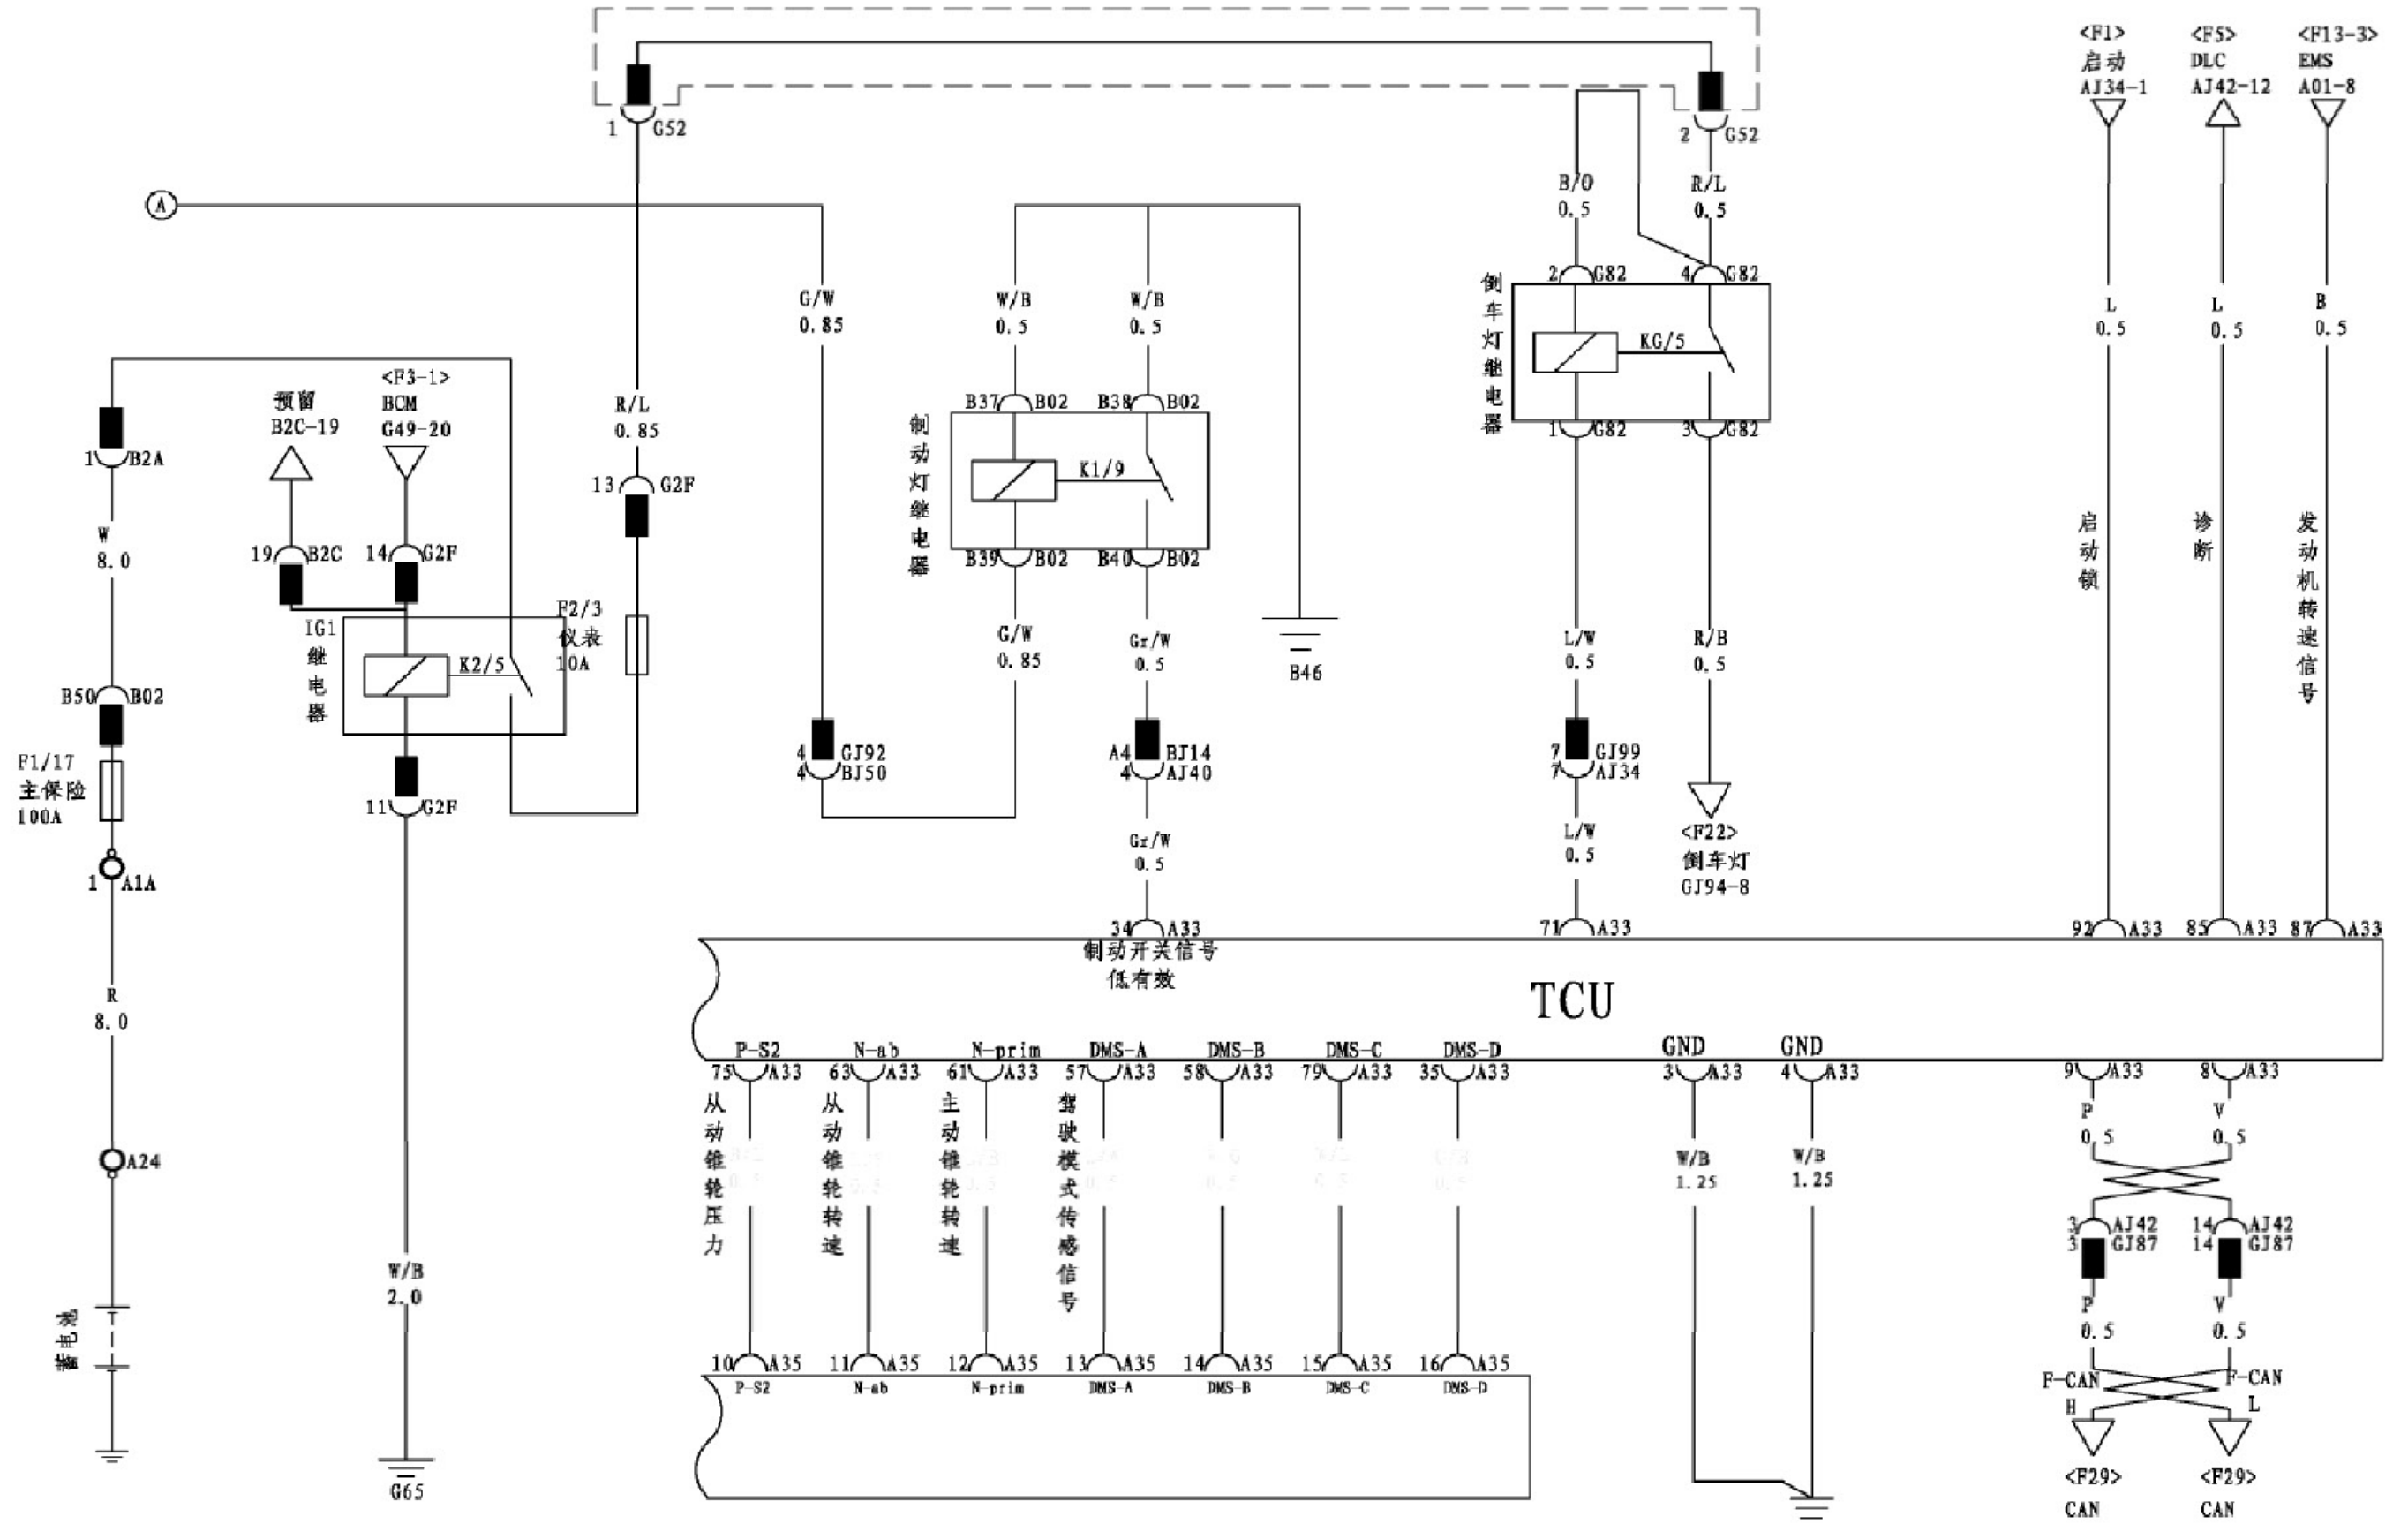 <F1>
启动
AJ34-1
<F5>
DLC
AJ42-12
<F13-3>
EMS
A01-8
1 G52
2 G52
A
B/O
0.5
R/L
0.5
2 G82
4 G82
倒车灯继电器
KG/5
1 G82
3 G82
G/W
0.85
W/B
0.5
W/B
0.5
L
0.5
L
0.5
B
0.5
<F3-1>
BCM
G49-20
预留
B2C-19
R/L
0.85
B37 B02
B38 B02
制动灯继电器
K1/9
B39 B02
B40 B02
1 B2A
13 G2F
W
8.0
19 B2C
14 G2F
启动锁
诊断
发动机转速信号
F2/3
仪表
10A
IG1
继电器
K2/5
G/W
0.85
Gr/W
0.5
B46
L/W
0.5
R/B
0.5
B50 B02
F1/17
主保险
100A
11 G2F
4 GJ92
4 BJ50
A4 BJ14
4 AJ40
7 GJ99
7 AJ34
Gr/W
0.5
L/W
0.5
<F22>
倒车灯
GJ94-8
1 A1A
34 A33
71 A33
92 A33
85 A33
87 A33
制动开关信号
低有效
TCU
R
8.0
P-S2
N-ab
N-prim
DMS-A
DMS-B
DMS-C
DMS-D
GND
GND
75 A33
63 A33
61 A33
57 A33
58 A33
79 A33
35 A33
3 A33
4 A33
9 A33
8 A33
从动锥轮压力
从动锥轮转速
主动锥轮转速
驾驶模式传感信号
P
0.5
V
0.5
A24
W/B
1.25
W/B
1.25
3 AJ42
3 GJ87
14 AJ42
14 GJ87
W/B
2.0
P
0.5
V
0.5
蓄电池
10 A35
11 A35
12 A35
13 A35
14 A35
15 A35
16 A35
P-S2
N-ab
N-prim
DMS-A
DMS-B
DMS-C
DMS-D
F-CAN
H
F-CAN
L
G65
<F29>
CAN
<F29>
CAN